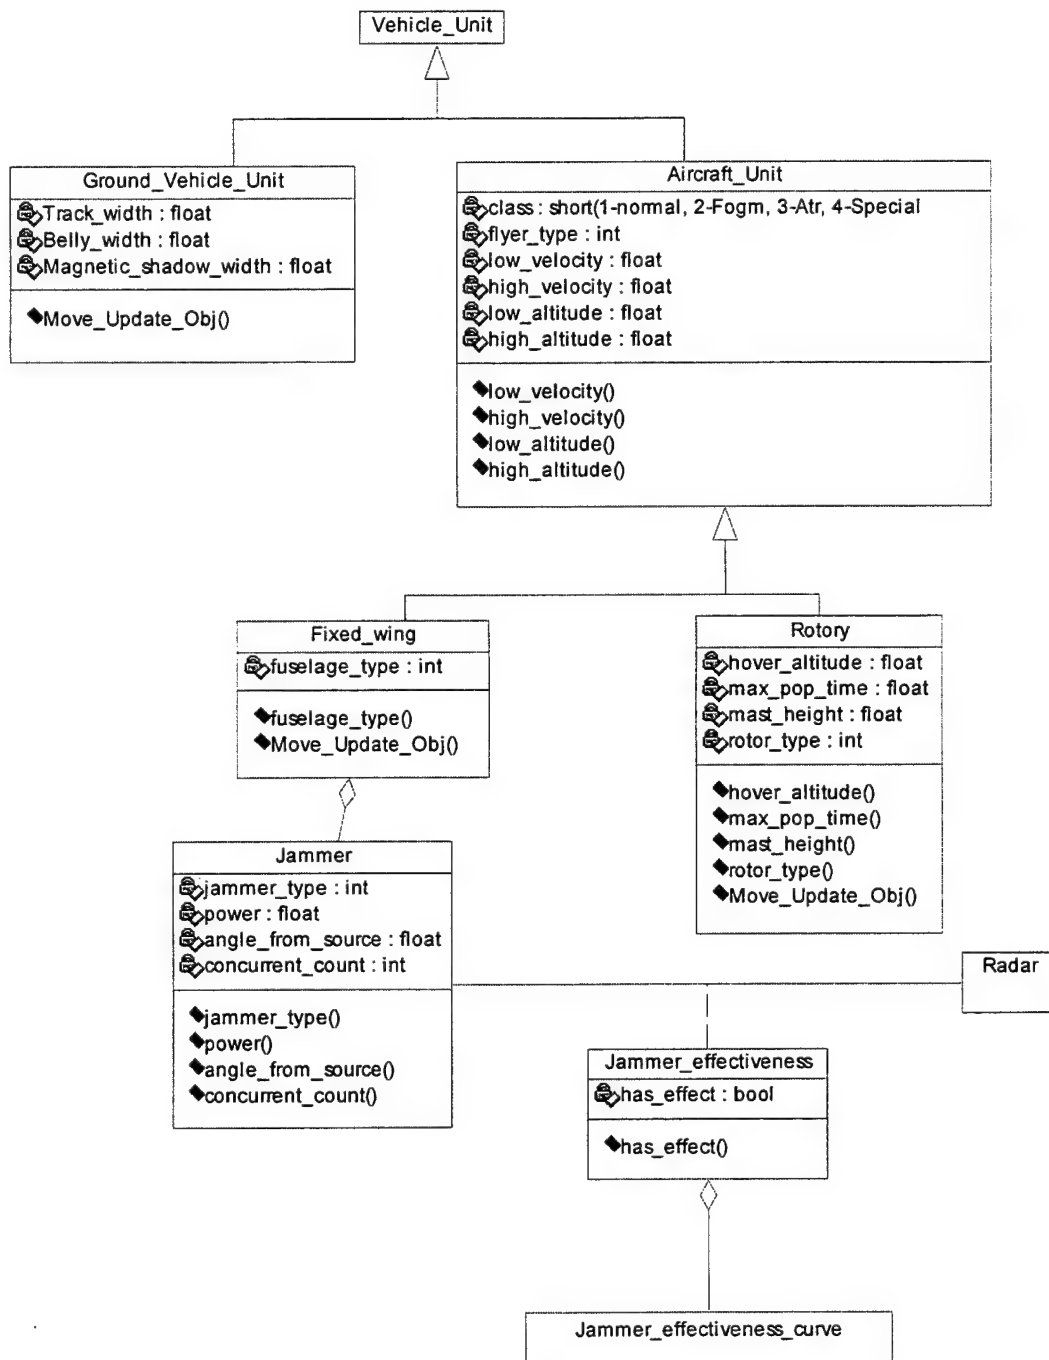 Vehicle_Unit
Ground_Vehicle_Unit
Track_width : float
Belly_width : float
Magnetic_shadow_width : float
Move_Update_Obj()
Aircraft_Unit
class : short(1-normal, 2-Fogm, 3-Atr, 4-Special
flyer_type : int
low_velocity : float
high_velocity : float
low_altitude : float
high_altitude : float
low_velocity()
high_velocity()
low_altitude()
high_altitude()
Fixed_wing
fuselage_type : int
fuselage_type()
Move_Update_Obj()
Rotory
hover_altitude : float
max_pop_time : float
mast_height : float
rotor_type : int
hover_altitude()
max_pop_time()
mast_height()
rotor_type()
Move_Update_Obj()
Jammer
jammer_type : int
power : float
angle_from_source : float
concurrent_count : int
jammer_type()
power()
angle_from_source()
concurrent_count()
Radar
Jammer_effectiveness
has_effect : bool
has_effect()
Jammer_effectiveness_curve